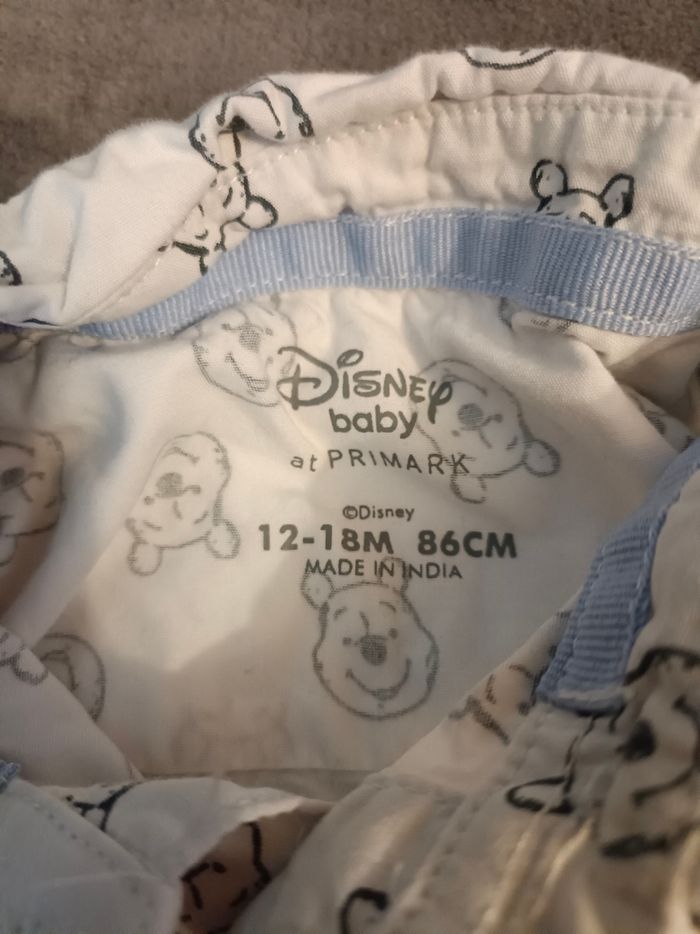 Disney
baby
at PRIMARK
©Disney
12-18M 86CM
MADE IN INDIA